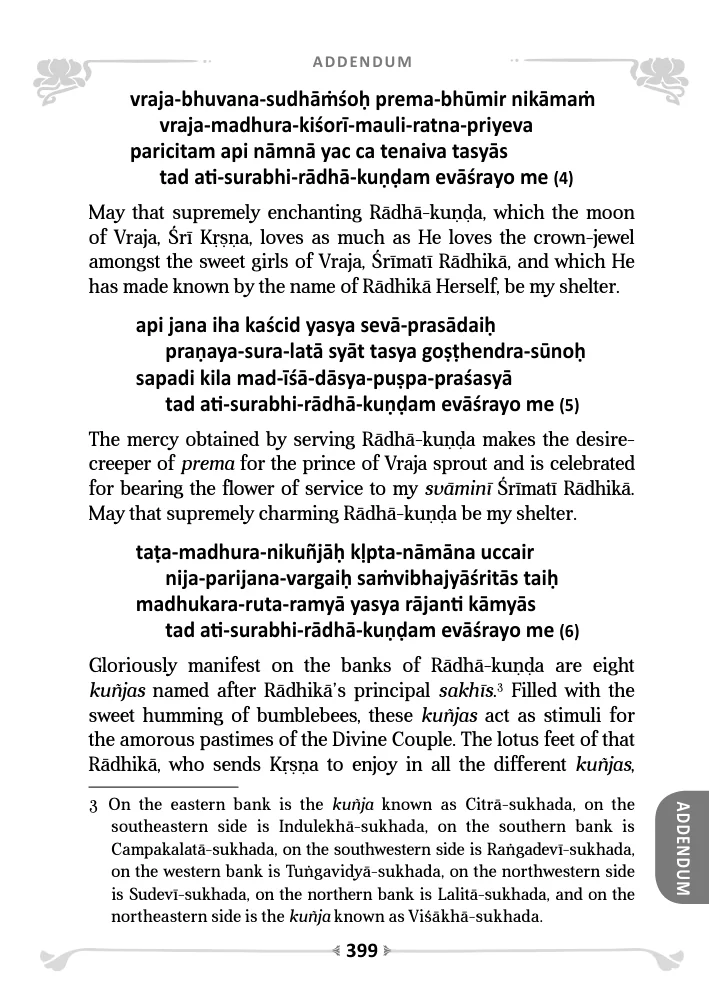 ADDENDUM
vraja-bhuvana-sudhāṁśoḥ prema-bhūmir nikāmaṁ
vraja-madhura-kiśorī-mauli-ratna-priyeva
paricitam api nāmnā yac ca tenaiva tasyās
tad ati-surabhi-rādhā-kuṇḍam evāśrayo me (4)
May that supremely enchanting Rādhā-kuṇḍa, which the moon
of Vraja, Śrī Kṛṣṇa, loves as much as He loves the crown-jewel
amongst the sweet girls of Vraja, Śrīmatī Rādhikā, and which He
has made known by the name of Rādhikā Herself, be my shelter.
api jana iha kaścid yasya sevā-prasādaiḥ
praṇaya-sura-latā syāt tasya goṣṭhendra-sūnoḥ
sapadi kila mad-īśā-dāsya-puṣpa-praśasyā
tad ati-surabhi-rādhā-kuṇḍam evāśrayo me (5)
The mercy obtained by serving Rādhā-kuṇḍa makes the desire-
creeper of prema for the prince of Vraja sprout and is celebrated
for bearing the flower of service to my svāminī Śrīmatī Rādhikā.
May that supremely charming Rādhā-kuṇḍa be my shelter.
taṭa-madhura-nikuñjāḥ kḷpta-nāmāna uccair
nija-parijana-vargaiḥ saṁvibhajyāśritās taiḥ
madhukara-ruta-ramyā yasya rājanti kāmyās
tad ati-surabhi-rādhā-kuṇḍam evāśrayo me (6)
Gloriously manifest on the banks of Rādhā-kuṇḍa are eight
kuñjas named after Rādhikā's principal sakhīs.3 Filled with the
sweet humming of bumblebees, these kuñjas act as stimuli for
the amorous pastimes of the Divine Couple. The lotus feet of that
Rādhikā, who sends Kṛṣṇa to enjoy in all the different kuñjas,
3 On the eastern bank is the kuñja known as Citrā-sukhada, on the
southeastern side is Indulekhā-sukhada, on the southern bank is
Campakalatā-sukhada, on the southwestern side is Raṅgadevī-sukhada,
on the western bank is Tuṅgavidyā-sukhada, on the northwestern side
is Sudevī-sukhada, on the northern bank is Lalitā-sukhada, and on the
northeastern side is the kuñja known as Viśākhā-sukhada.
ADDENDUM
399